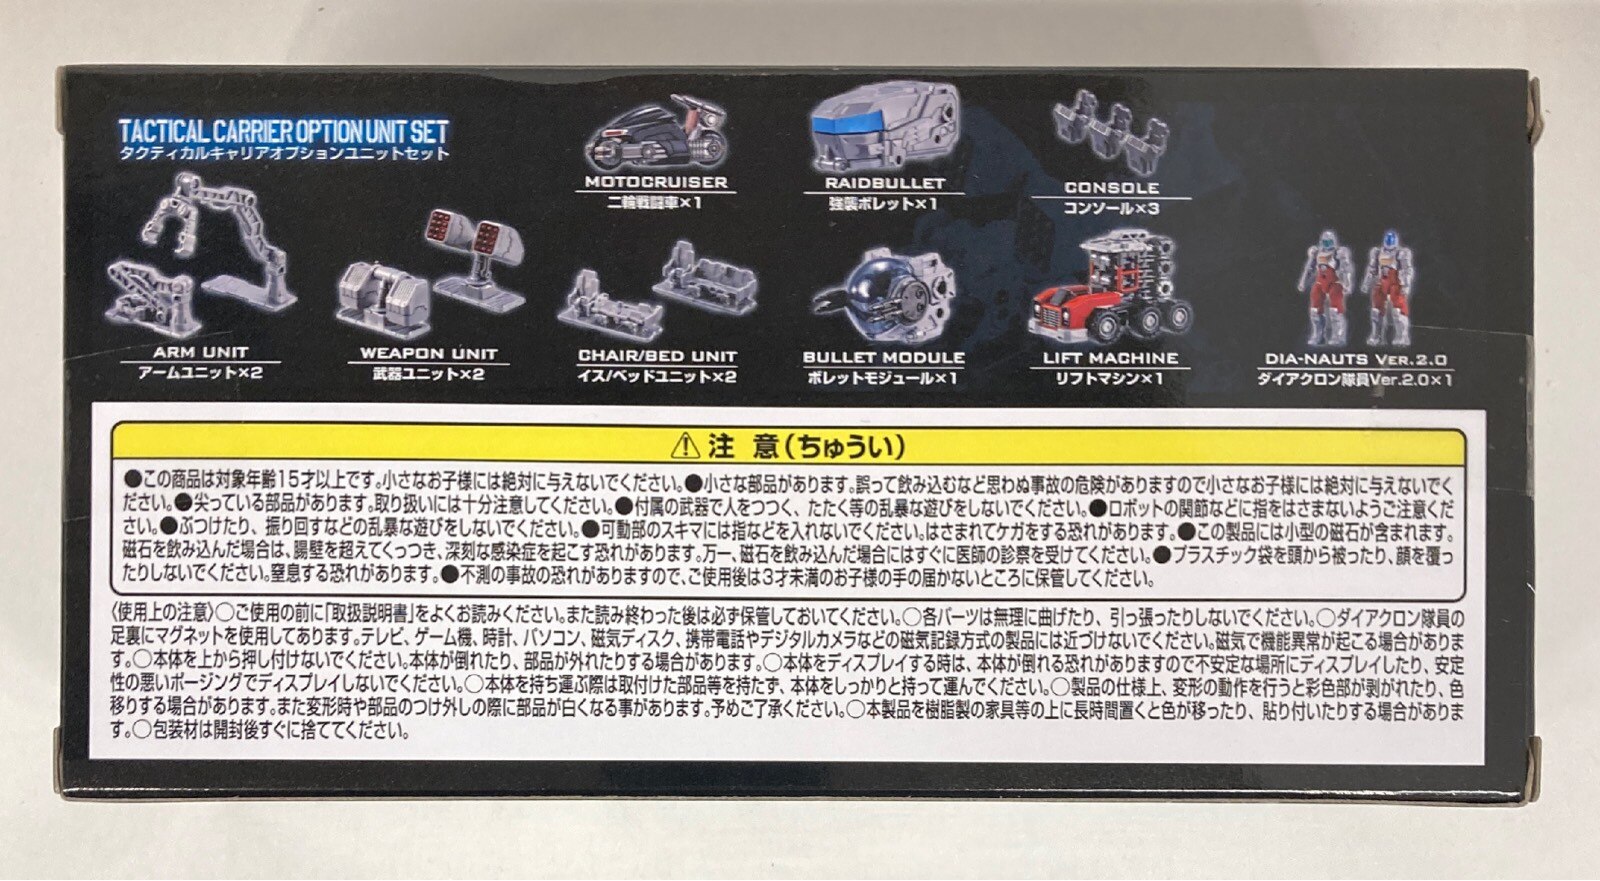 TACTICAL CARRIER OPTION UNIT SET
タクティカルキャリアオプションユニットセット
MOTOCRUISER
二輪戦闘車×1
RAIDBULLET
強襲ボレット×1
CONSOLE
コンソール×3
ARM UNIT
アームユニット×2
WEAPON UNIT
武器ユニット×2
CHAIR/BED UNIT
イス/ベッドユニット×2
BULLET MODULE
ボレットモジュール×1
LIFT MACHINE
リフトマシン×1
DIA-NAUTS VER.2.0
ダイアクロン隊員Ver.2.0×1
⚠注 意(ちゅうい)
●この商品は対象年齢15才以上です。小さなお子様には絶対に与えないでください。●小さな部品があります。誤って飲み込むなど思わぬ事故の危険がありますので小さなお子様には絶対に与えないでく
ださい。●尖っている部品があります。取り扱いには十分注意してください。●付属の武器で人をつつく、たたく等の乱暴な遊びをしないでください。●ロボットの関節などに指をはさまないようご注意くだ
さい。●ぶつけたり、振り回すなどの乱暴な遊びをしないでください。●可動部のスキマには指などを入れないでください。はさまれてケガをする恐れがあります。●この製品には小型の磁石が含まれます。
磁石を飲み込んだ場合は、腸壁を超えてくっつき、深刻な感染症を起こす恐れがあります。万一、磁石を飲み込んだ場合にはすぐに医師の診察を受けてください。●プラスチック袋を頭から被ったり、顔を覆っ
たりしないでください。窒息する恐れがあります。●不測の事故の恐れがありますので、ご使用後は3才未満のお子様の手の届かないところに保管してください。
〈使用上の注意〉○ご使用の前に「取扱説明書」をよくお読みください。また読み終わった後は必ず保管しておいてください。○各パーツは無理に曲げたり、引っ張ったりしないでください。○ダイアクロン隊員の
足裏にマグネットを使用してあります。テレビ、ゲーム機、時計、パソコン、磁気ディスク、携帯電話やデジタルカメラなどの磁気記録方式の製品には近づけないでください。磁気で機能異常が起こる場合がありま
す。○本体を上から押し付けないでください。本体が倒れたり、部品が外れたりする場合があります。○本体をディスプレイする時は、本体が倒れる恐れがありますので不安定な場所にディスプレイしたり、安定
性の悪いポージングでディスプレイしないでください。○本体を持ち運ぶ際は取付けた部品等を持たず、本体をしっかりと持って運んでください。○製品の仕様上、変形の動作を行うと彩色部が剥がれたり、色
移りする場合があります。また変形時や部品のつけ外しの際に部品が白くなる事があります。予めご了承ください。○本製品を樹脂製の家具等の上に長時間置くと色が移ったり、貼り付いたりする場合がありま
す。○包装材は開封後すぐに捨ててください。